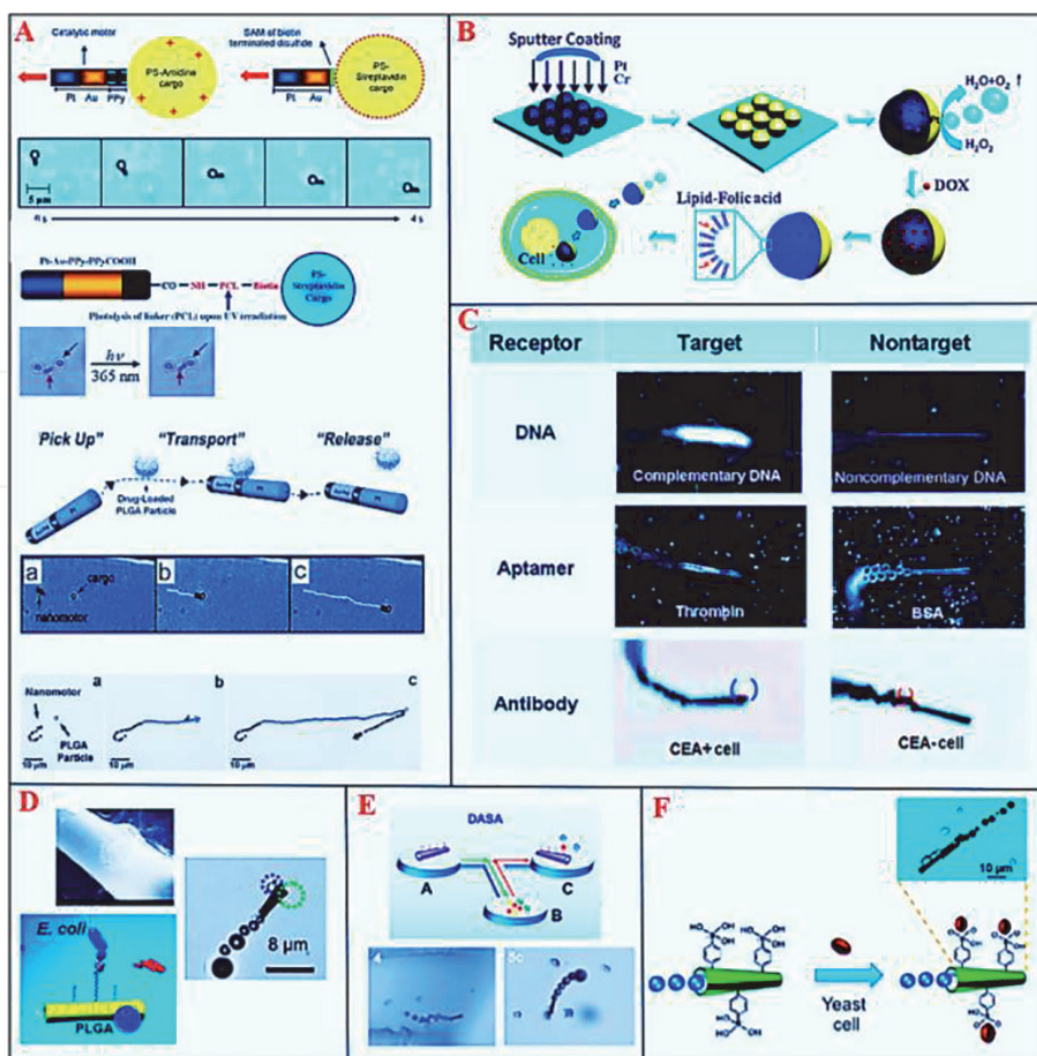 A
Catalytic motor
SAM of biotin
terminated disulfide
PS-Amidine
cargo
PS-
Streptavidin
cargo
Pt Au PPy
Pt Au
5 µm
0 s
4 s
Pt-Au-PPy-PPyCOOH
CO NH PCL Biotin
PS-
Streptavidin
Cargo
Photolysis of linker (PCL) upon UV irradiation
hν
365 nm
"Pick Up"
"Transport"
"Release"
Drug-Loaded
PLGA Particle
Pt
Pt
Pt
a
b
c
cargo
nanomotor
a
b
c
Nanomotor
PLGA
Particle
10 µm
10 µm
10 µm
B
Sputter Coating
Pt
Cr
H₂O+O₂ ↑
H₂O₂
DOX
Lipid-Folic acid
Cell
C
Receptor Target Nontarget
DNA
Complementary DNA
Noncomplementary DNA
Aptamer
Thrombin
BSA
Antibody
CEA+ cell
CEA- cell
D
E. coli
PLGA
8 µm
E
DASA
A
C
B
F
10 µm
Yeast
cell